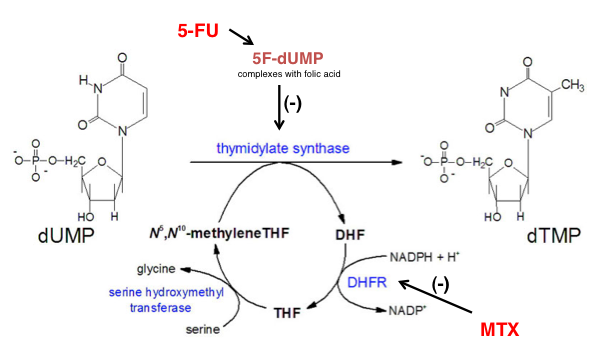 5-FU
5F-dUMP
complexes with folic acid
(-)
thymidylate synthase
O
H
N
O
N
O
-O-P-O-H₂C
O-
O
HO
H
dUMP
O
CH₃
N
O
N
O
-O-P-O-H₂C
O-
O
HO
H
dTMP
N⁵,N¹⁰-methyleneTHF
DHF
NADPH + H⁺
glycine
DHFR
(-)
serine hydroxymethyl
transferase
THF
NADP⁺
serine
MTX